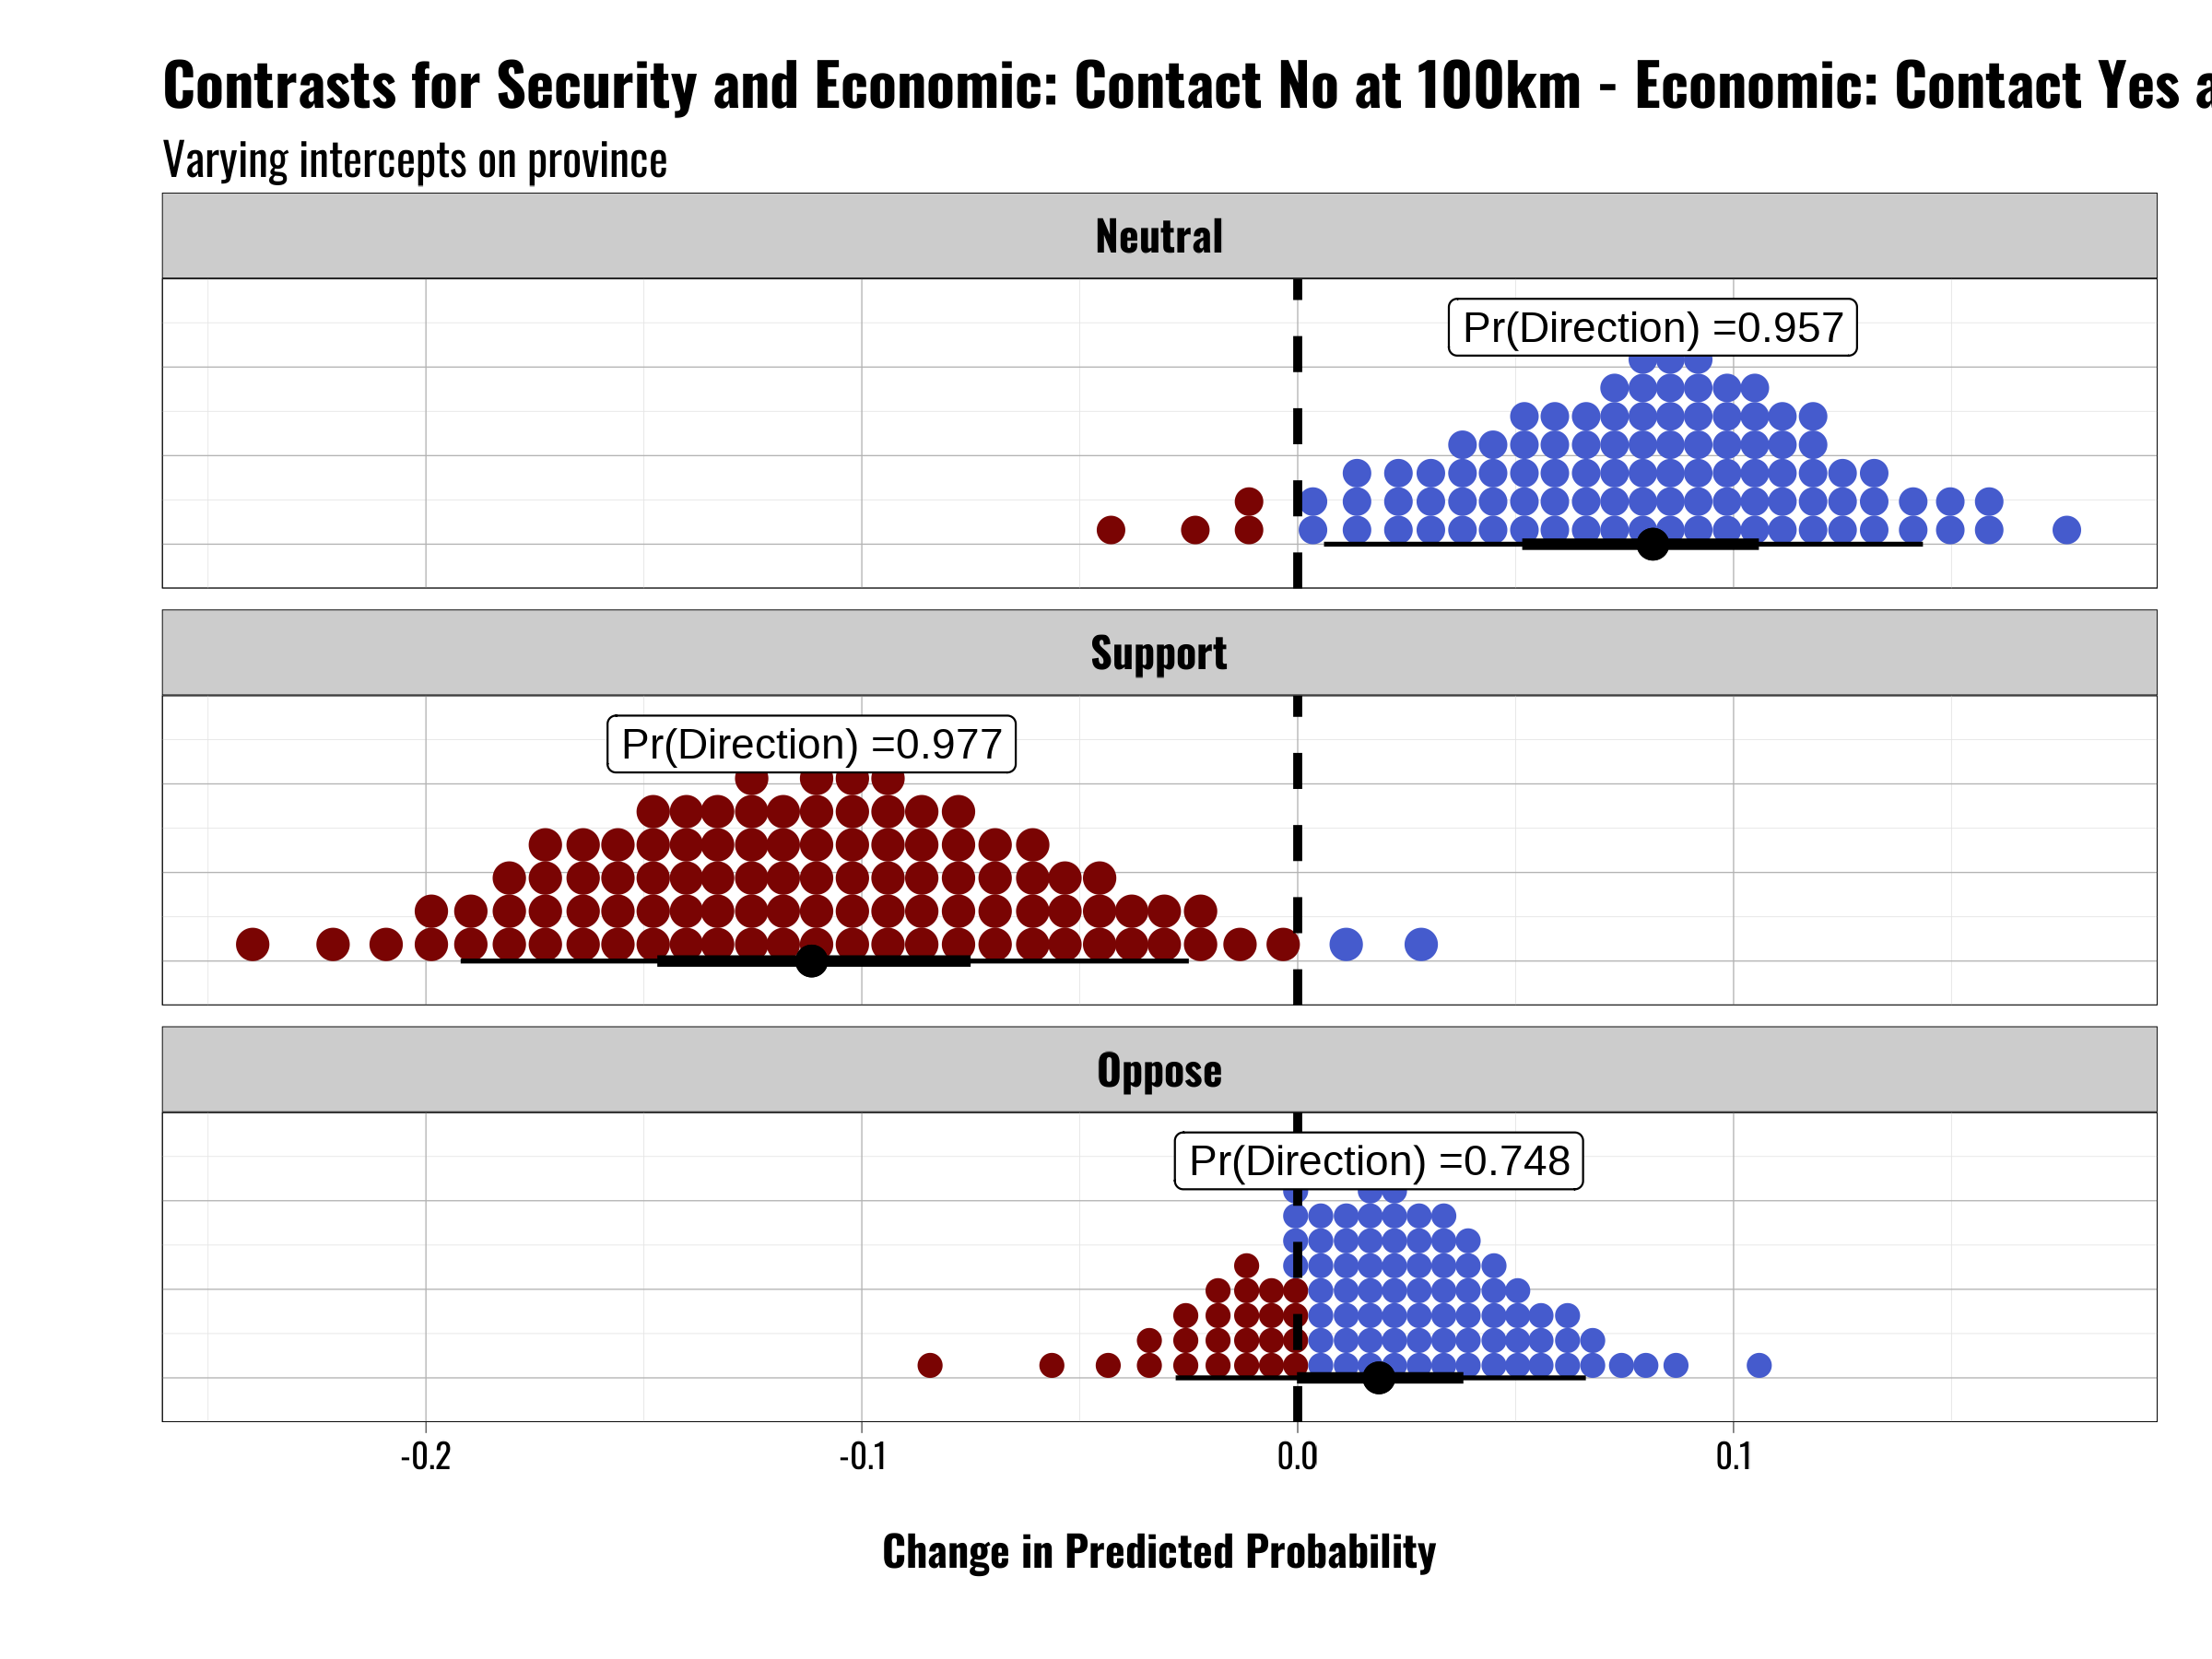 Contrasts for Security and Economic: Contact No at 100km - Economic: Contact Yes a
Varying intercepts on province
Neutral
Pr(Direction) =0.957
Support
Pr(Direction) =0.977
Oppose
Pr(Direction) =0.748
-0.2 -0.1 0.0 0.1
Change in Predicted Probability